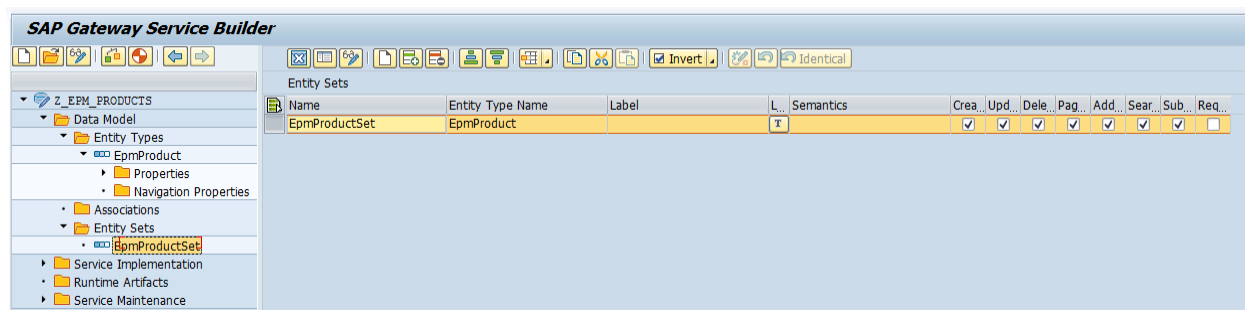 SAP Gateway Service Builder
Invert
Identical
Entity Sets
Z_EPM_PRODUCTS
Data Model
Entity Types
EpmProduct
Properties
Navigation Properties
Associations
Entity Sets
EpmProductSet
Service Implementation
Runtime Artifacts
Service Maintenance
Name Entity Type Name Label L... Semantics Crea... Upd... Dele... Pag... Add... Sear... Sub... Req...
EpmProductSet EpmProduct T